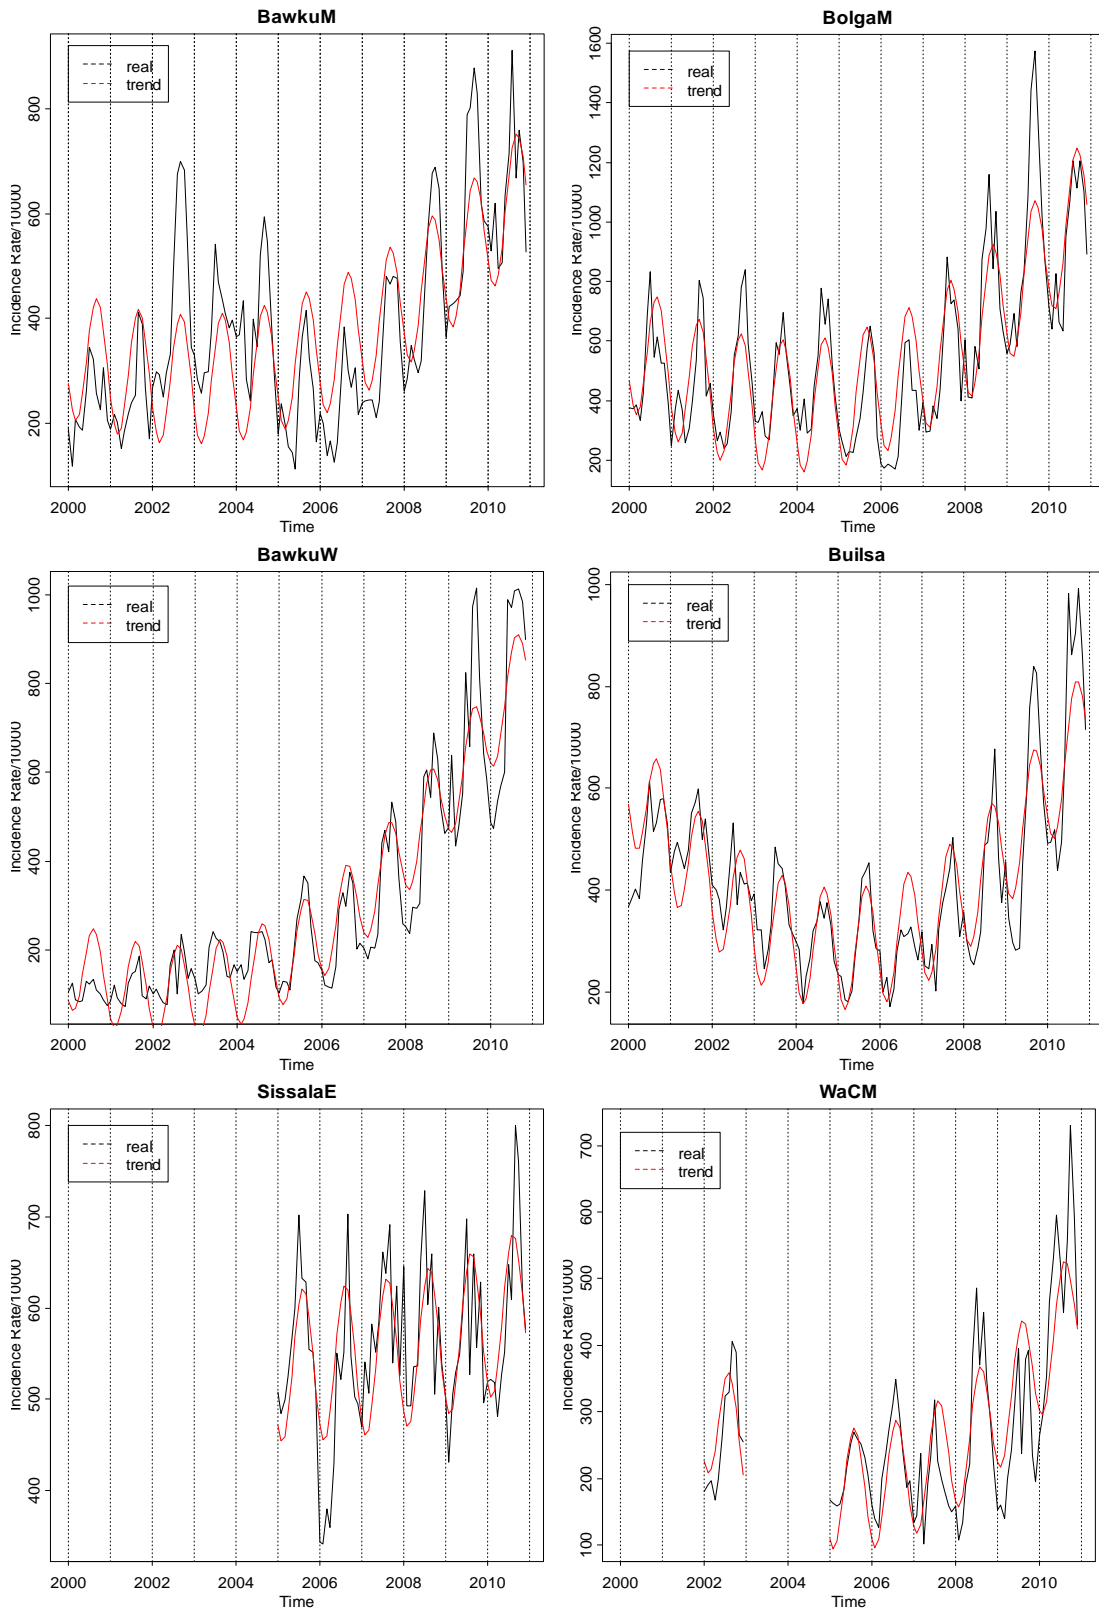 BawkuM
real
trend
Incidence Rate/10000
200 400 600 800
2000 2002 2004 2006 2008 2010
Time
BolgaM
real
trend
Incidence Rate/10000
200 400 600 800 1000 1200 1600
2000 2002 2004 2006 2008 2010
Time
BawkuW
real
trend
Incidence Rate/10000
200 400 600 800 1000
2000 2002 2004 2006 2008 2010
Time
Builsa
real
trend
Incidence Rate/10000
200 400 600 800 1000
2000 2002 2004 2006 2008 2010
Time
SissalaE
real
trend
Incidence Rate/10000
400 500 600 700 800
2000 2002 2004 2006 2008 2010
Time
WaCM
real
trend
Incidence Rate/10000
100 200 300 400 500 600 700
2000 2002 2004 2006 2008 2010
Time